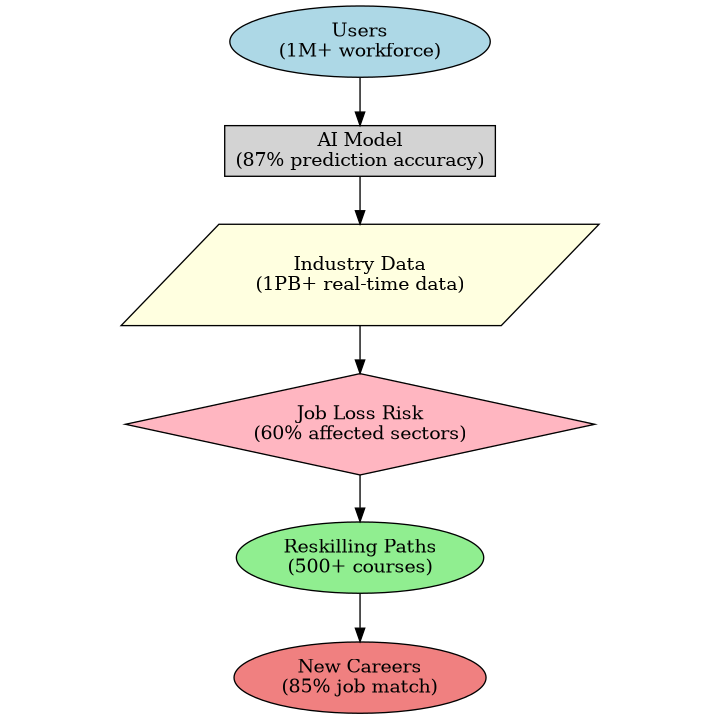 Users
(1M+ workforce)
AI Model
(87% prediction accuracy)
Industry Data
(1PB+ real-time data)
Job Loss Risk
(60% affected sectors)
Reskilling Paths
(500+ courses)
New Careers
(85% job match)